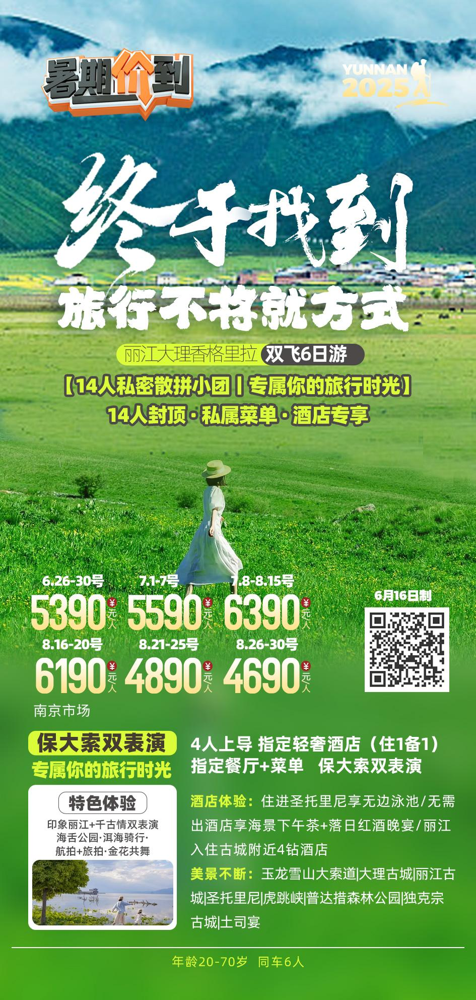 暑期价到
YUNNAN
2025
终于找到
旅行不将就方式
丽江大理香格里拉 双飞6日游
【14人私密散拼小团丨专属你的旅行时光】
14人封顶·私属菜单·酒店专享
6.26-30号 7.1-7号 7.8-8.15号
5390¥元/人 5590¥元/人 6390¥元/人
8.16-20号 8.21-25号 8.26-30号
6190¥元/人 4890¥元/人 4690¥元/人
6月16日制
南京市场
保大索双表演
专属你的旅行时光
特色体验
印象丽江+千古情双表演
海舌公园·洱海骑行·
航拍+旅拍·金花共舞
4人上导 指定轻奢酒店（住1备1）
指定餐厅+菜单 保大索双表演
酒店体验：住进圣托里尼享无边泳池/无需
出酒店享海景下午茶+落日红酒晚宴/丽江
入住古城附近4钻酒店
美景不断：玉龙雪山大索道|大理古城|丽江古
城|圣托里尼|虎跳峡|普达措森林公园|独克宗
古城|土司宴
年龄20-70岁 同车6人